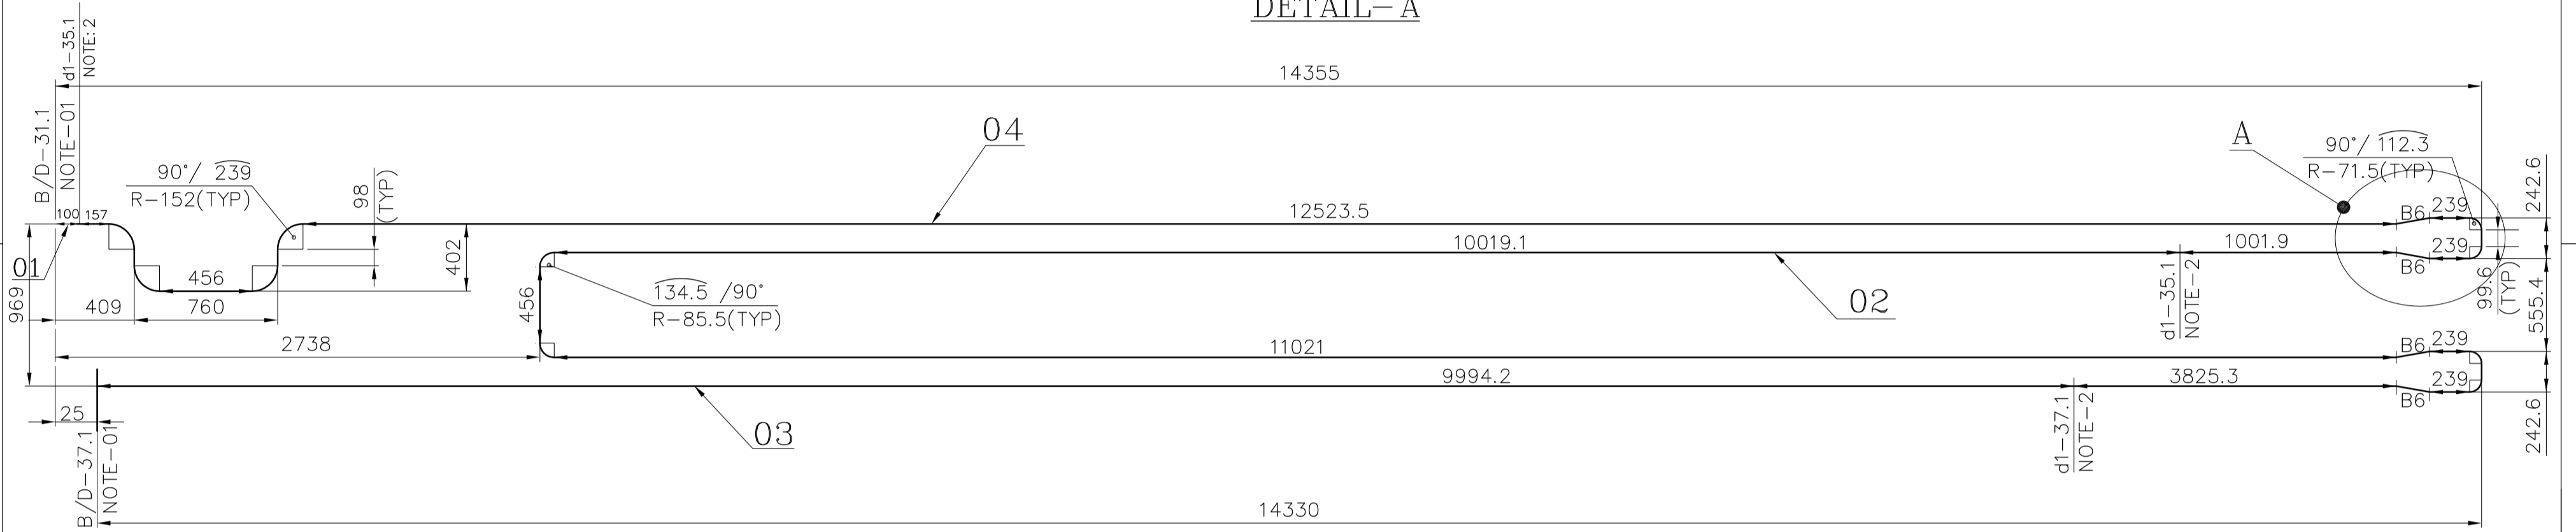 DETAIL-A
14355
d1-35.1
NOTE:2
B/D-31.1
NOTE-01
100
157
90°/ 239
R-152(TYP)
98
(TYP)
04
A
90°/ 112.3
R-71.5(TYP)
242.6
12523.5
B6
239
402
10019.1
1001.9
239
B6
01
969
456
409
760
456
134.5 /90°
R-85.5(TYP)
02
d1-35.1
NOTE-2
99.6
(TYP)
555.4
2738
11021
B6
239
9994.2
3825.3
239
B6
25
B/D-37.1
NOTE-01
03
d1-37.1
NOTE-2
242.6
14330